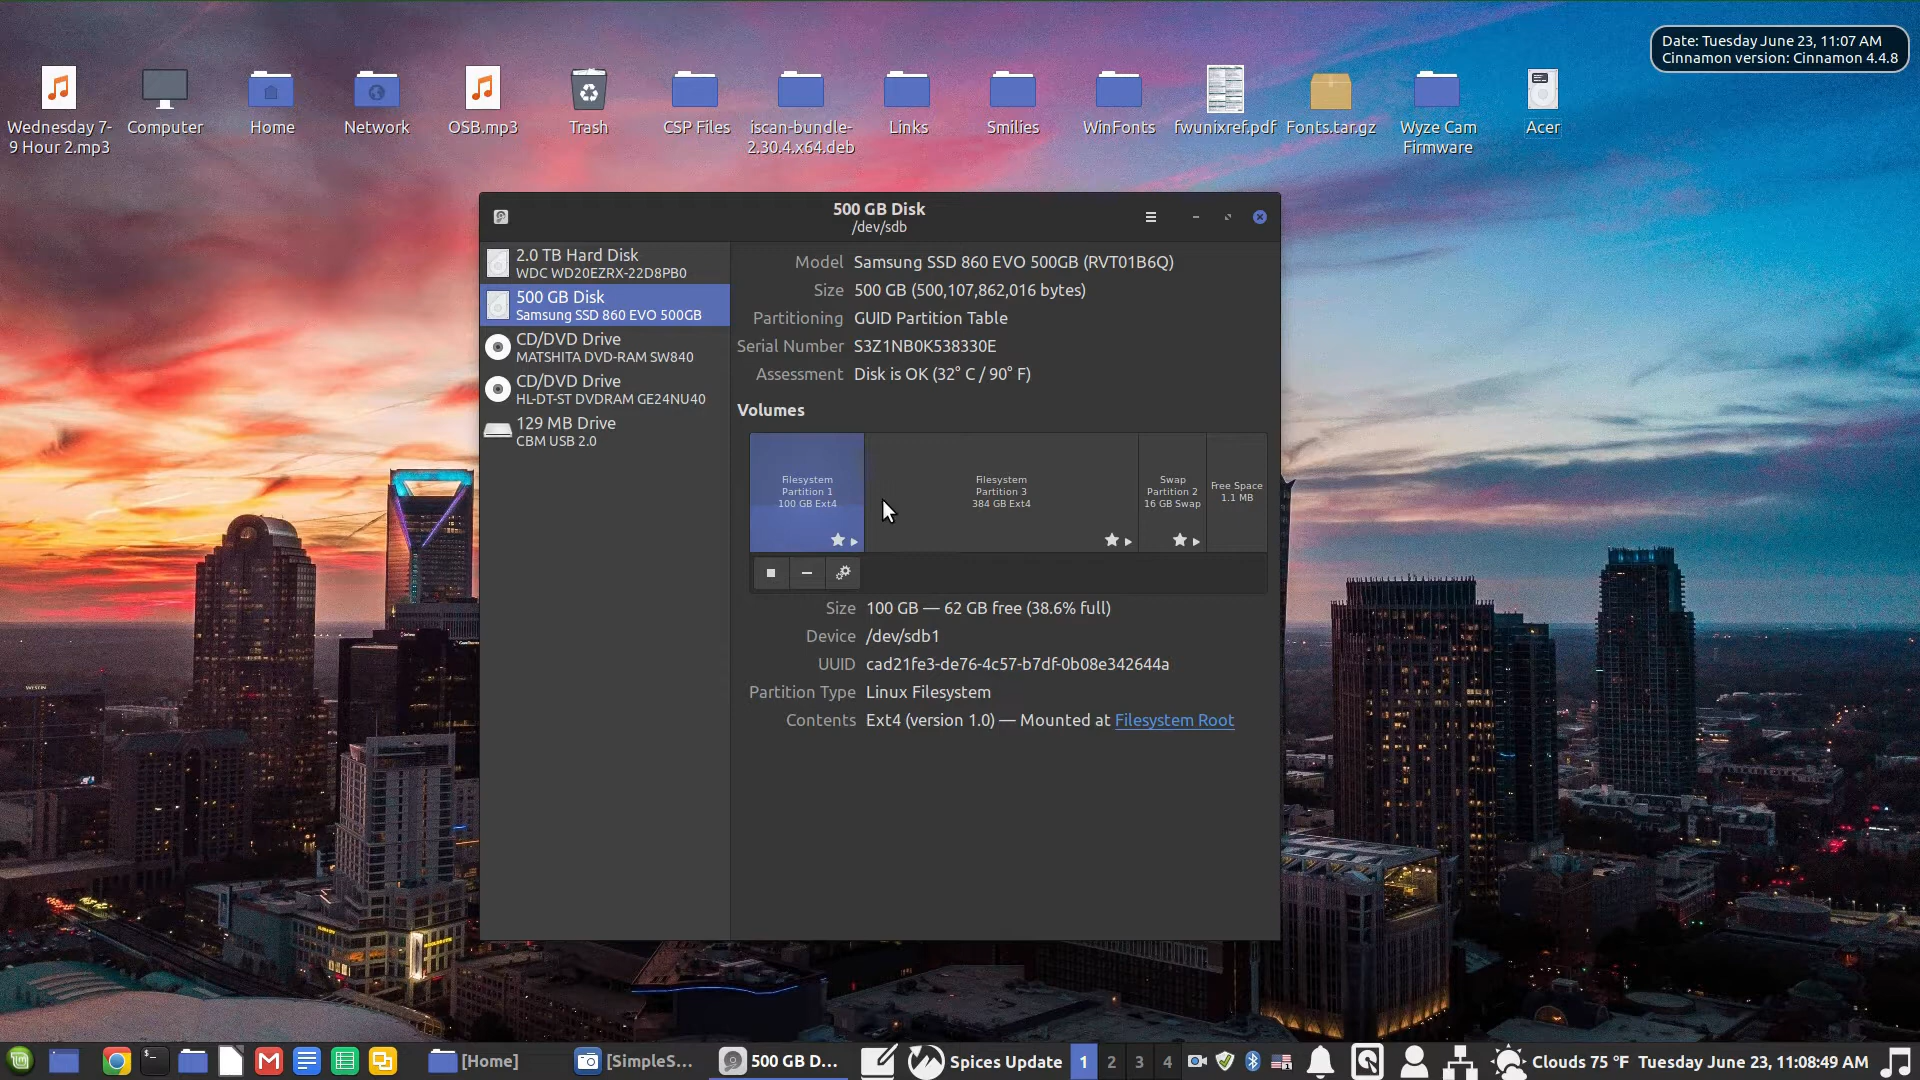 Date: Tuesday June 23, 11:07 AM
Cinnamon version: Cinnamon 4.4.8
Wednesday 7-
9 Hour 2.mp3
Computer
Home
Network
OSB.mp3
Trash
CSP Files
iscan-bundle-
2.30.4.x64.deb
Links
Smilies
WinFonts
fwunixref.pdf
Fonts.tar.gz
Wyze Cam
Firmware
Acer
500 GB Disk
/dev/sdb
2.0 TB Hard Disk
WDC WD20EZRX-22D8PB0
500 GB Disk
Samsung SSD 860 EVO 500GB
CD/DVD Drive
MATSHITA DVD-RAM SW840
CD/DVD Drive
HL-DT-ST DVDRAM GE24NU40
129 MB Drive
CBM USB 2.0
Model Samsung SSD 860 EVO 500GB (RVT01B6Q)
Size 500 GB (500,107,862,016 bytes)
Partitioning GUID Partition Table
Serial Number S3Z1NB0K538330E
Assessment Disk is OK (32° C / 90° F)
Volumes
Filesystem
Partition 1
100 GB Ext4
Filesystem
Partition 3
384 GB Ext4
Swap
Partition 2
16 GB Swap
Free Space
1.1 MB
Size 100 GB — 62 GB free (38.6% full)
Device /dev/sdb1
UUID cad21fe3-de76-4c57-b7df-0b08e342644a
Partition Type Linux Filesystem
Contents Ext4 (version 1.0) — Mounted at Filesystem Root
WESTIN
[Home]
[SimpleS...
500 GB D...
Spices Update
1 2 3 4
Clouds 75 °F
Tuesday June 23, 11:08:49 AM